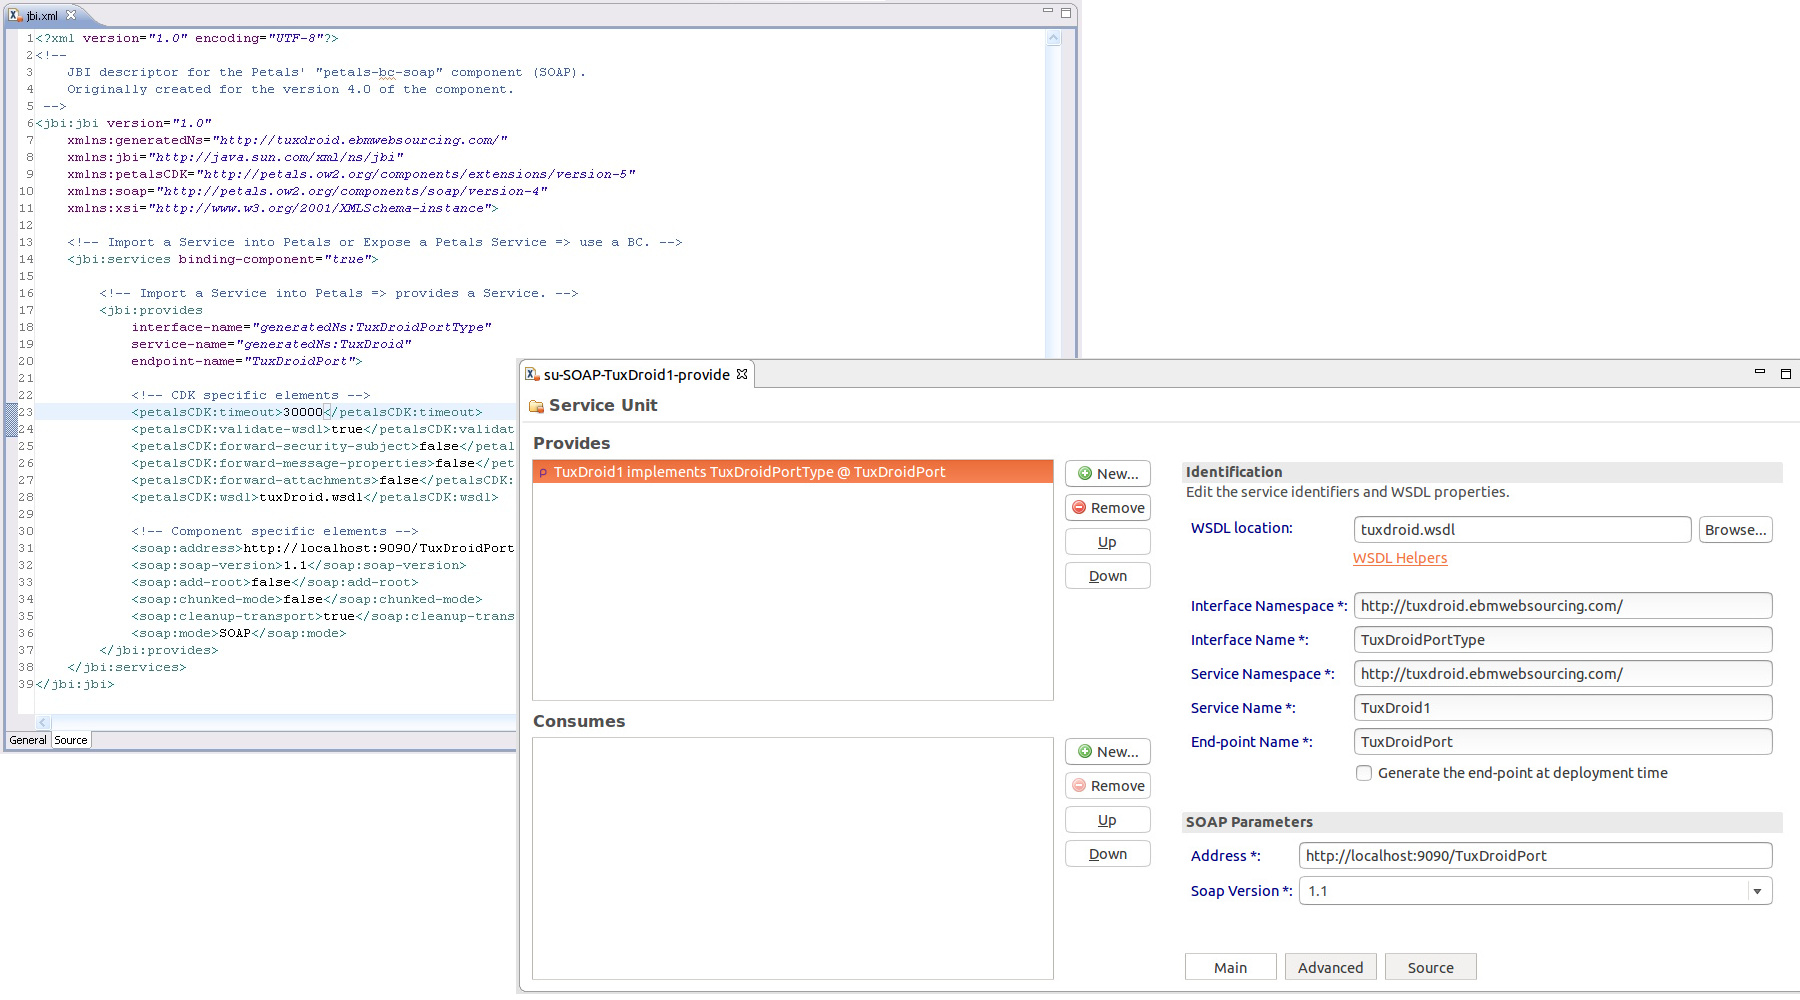 jbi.xml
1<?xml version="1.0" encoding="UTF-8"?>
2<!--
3    JBI descriptor for the Petals' "petals-bc-soap" component (SOAP).
4    Originally created for the version 4.0 of the component.
5 -->
6<jbi:jbi version="1.0"
7    xmlns:generatedNs="http://tuxdroid.ebmwebsourcing.com/"
8    xmlns:jbi="http://java.sun.com/xml/ns/jbi"
9    xmlns:petalsCDK="http://petals.ow2.org/components/extensions/version-5"
10    xmlns:soap="http://petals.ow2.org/components/soap/version-4"
11    xmlns:xsi="http://www.w3.org/2001/XMLSchema-instance">
12
13    <!-- Import a Service into Petals or Expose a Petals Service => use a BC. -->
14    <jbi:services binding-component="true">
15
16        <!-- Import a Service into Petals => provides a Service. -->
17        <jbi:provides
18            interface-name="generatedNs:TuxDroidPortType"
19            service-name="generatedNs:TuxDroid"
20            endpoint-name="TuxDroidPort">
21
22            <!-- CDK specific elements -->
23            <petalsCDK:timeout>30000</petalsCDK:timeout>
24            <petalsCDK:validate-wsdl>true</petalsCDK:validat
25            <petalsCDK:forward-security-subject>false</petal
26            <petalsCDK:forward-message-properties>false</pet
27            <petalsCDK:forward-attachments>false</petalsCDK:
28            <petalsCDK:wsdl>tuxDroid.wsdl</petalsCDK:wsdl>
29
30            <!-- Component specific elements -->
31            <soap:address>http://localhost:9090/TuxDroidPort
32            <soap:soap-version>1.1</soap:soap-version>
33            <soap:add-root>false</soap:add-root>
34            <soap:chunked-mode>false</soap:chunked-mode>
35            <soap:cleanup-transport>true</soap:cleanup-trans
36            <soap:mode>SOAP</soap:mode>
37        </jbi:provides>
38    </jbi:services>
39</jbi:jbi>
General Source
su-SOAP-TuxDroid1-provide
Service Unit
Provides
P TuxDroid1 implements TuxDroidPortType @ TuxDroidPort
New...
Remove
Up
Down
Consumes
New...
Remove
Up
Down
Identification
Edit the service identifiers and WSDL properties.
WSDL location: tuxdroid.wsdl Browse...
WSDL Helpers
Interface Namespace *: http://tuxdroid.ebmwebsourcing.com/
Interface Name *: TuxDroidPortType
Service Namespace *: http://tuxdroid.ebmwebsourcing.com/
Service Name *: TuxDroid1
End-point Name *: TuxDroidPort
Generate the end-point at deployment time
SOAP Parameters
Address *: http://localhost:9090/TuxDroidPort
Soap Version *: 1.1
Main Advanced Source